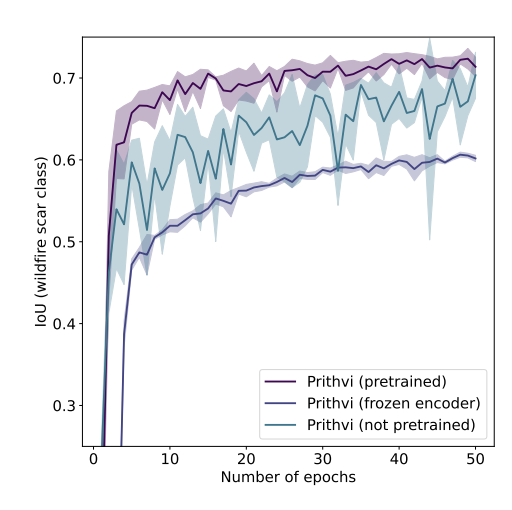 0.7
0.6
0.5
0.4
0.3
IoU (wildfire scar class)
Prithvi (pretrained)
Prithvi (frozen encoder)
Prithvi (not pretrained)
0 10 20 30 40 50
Number of epochs